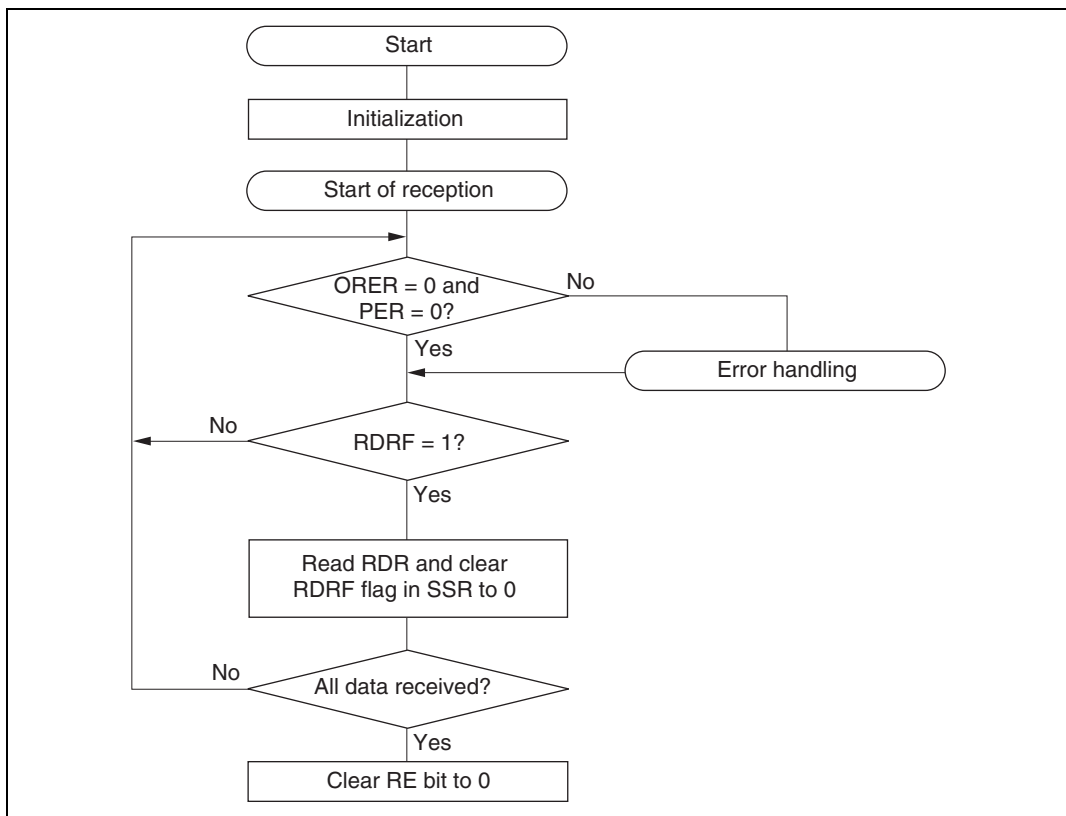 Start
Initialization
Start of reception
ORER = 0 and
PER = 0?
No
Yes
Error handling
No
RDRF = 1?
Yes
Read RDR and clear
RDRF flag in SSR to 0
No
All data received?
Yes
Clear RE bit to 0